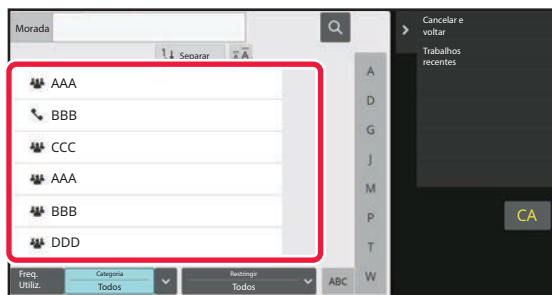 Morada
Separar
AAA
BBB
CCC
AAA
BBB
DDD
A
D
G
J
M
P
T
W
Freq.
Utiliz.
Categoria
Todos
Restringir
Todos
ABC
Cancelar e
voltar
Trabalhos
recentes
CA